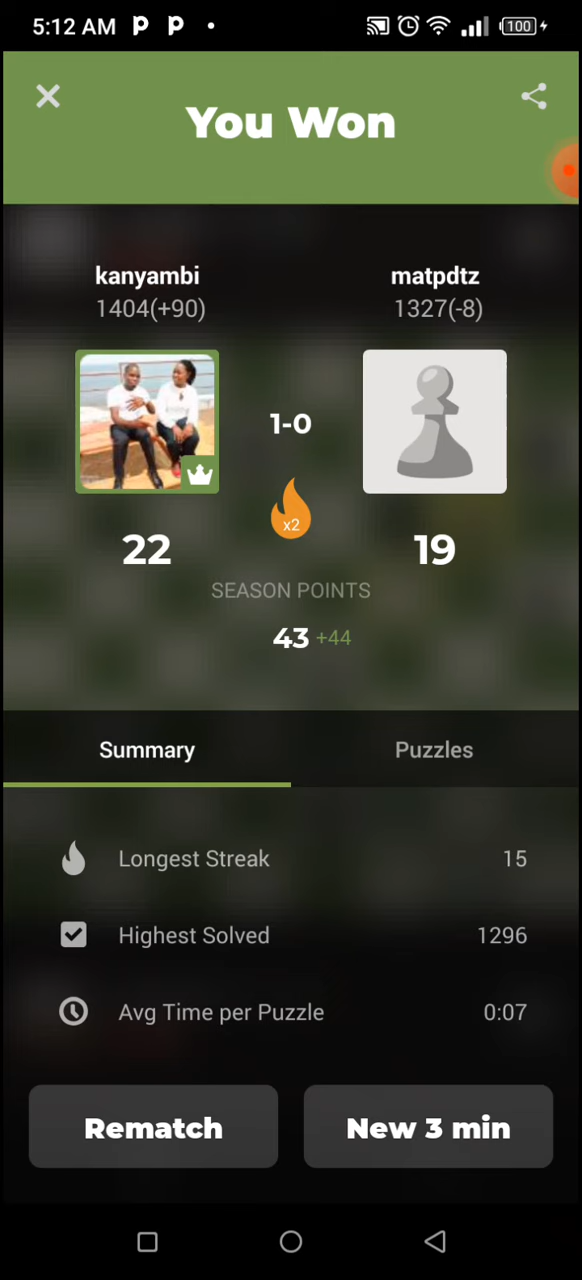 5:12 AM
100
You Won
kanyambi
matpdtz
1404(+90)
1327(-8)
1-0
x2
22
19
SEASON POINTS
43 +44
Summary
Puzzles
Longest Streak 15
Highest Solved 1296
Avg Time per Puzzle 0:07
Rematch
New 3 min